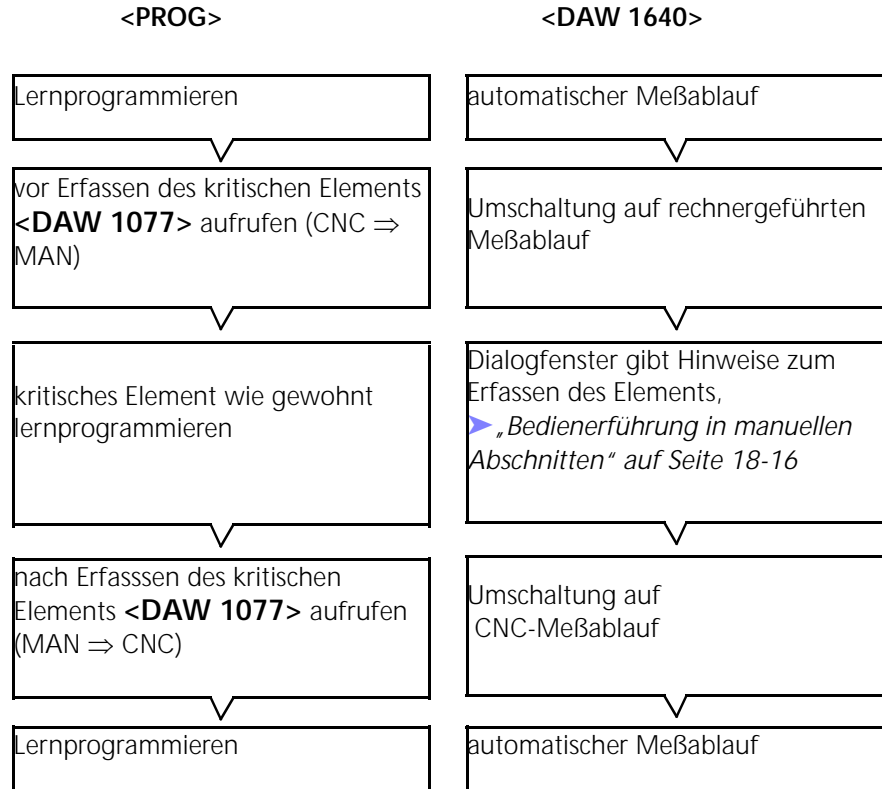 <PROG>
<DAW 1640>
Lernprogrammieren
automatischer Meßablauf
vor Erfassen des kritischen Elements
<DAW 1077> aufrufen (CNC ⇒
MAN)
Umschaltung auf rechnergeführten
Meßablauf
kritisches Element wie gewohnt
lernprogrammieren
Dialogfenster gibt Hinweise zum
Erfassen des Elements,
➤ „Bedienerführung in manuellen
Abschnitten“ auf Seite 18-16
nach Erfasssen des kritischen
Elements <DAW 1077> aufrufen
(MAN ⇒ CNC)
Umschaltung auf
CNC-Meßablauf
Lernprogrammieren
automatischer Meßablauf